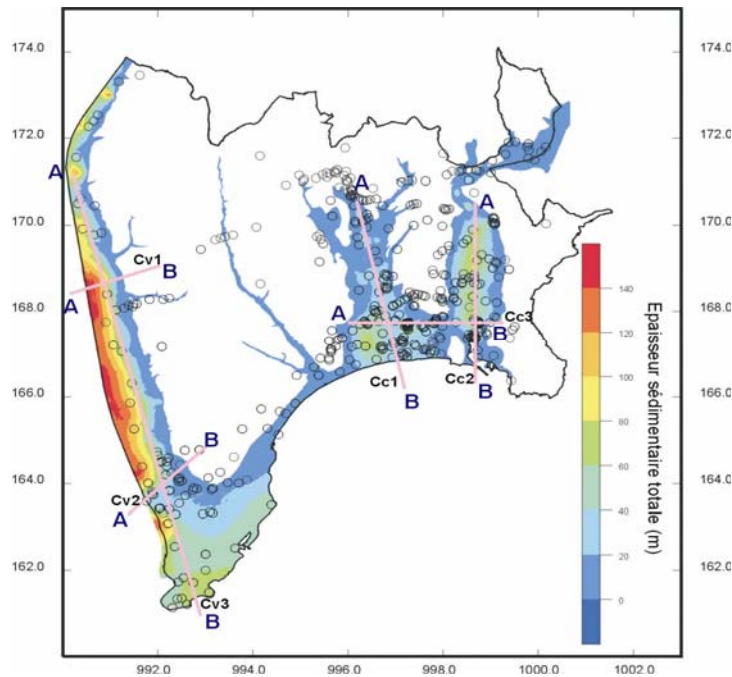 174.0
174.0
172.0
172.0
A
A
A
170.0
170.0
Cv1
B
140
168.0
A
A
Cc3
168.0
120
B
100
166.0
Cc1
Cc2
166.0
B
B
80
B
60
164.0
164.0
Cv2
40
A
20
162.0
162.0
0
Cv3
B
Epaisseur sédimentaire totale (m)
992.0
994.0
996.0
998.0
1000.0
1002.0